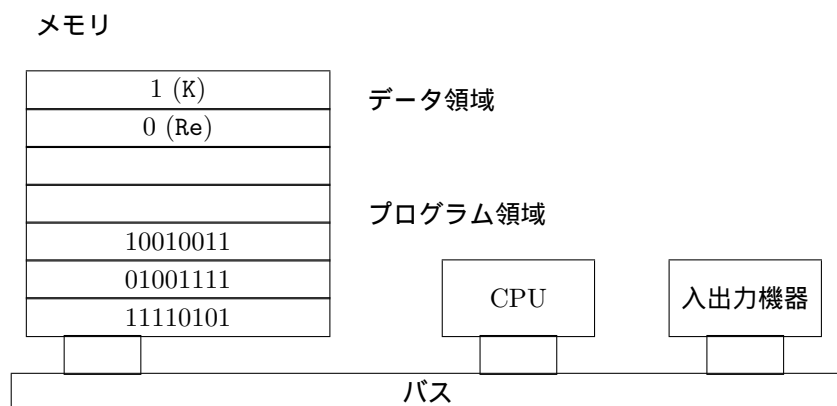 メモリ
1 (K)
データ領域
0 (Re)
プログラム領域
10010011
01001111
11110101
CPU
入出力機器
バス